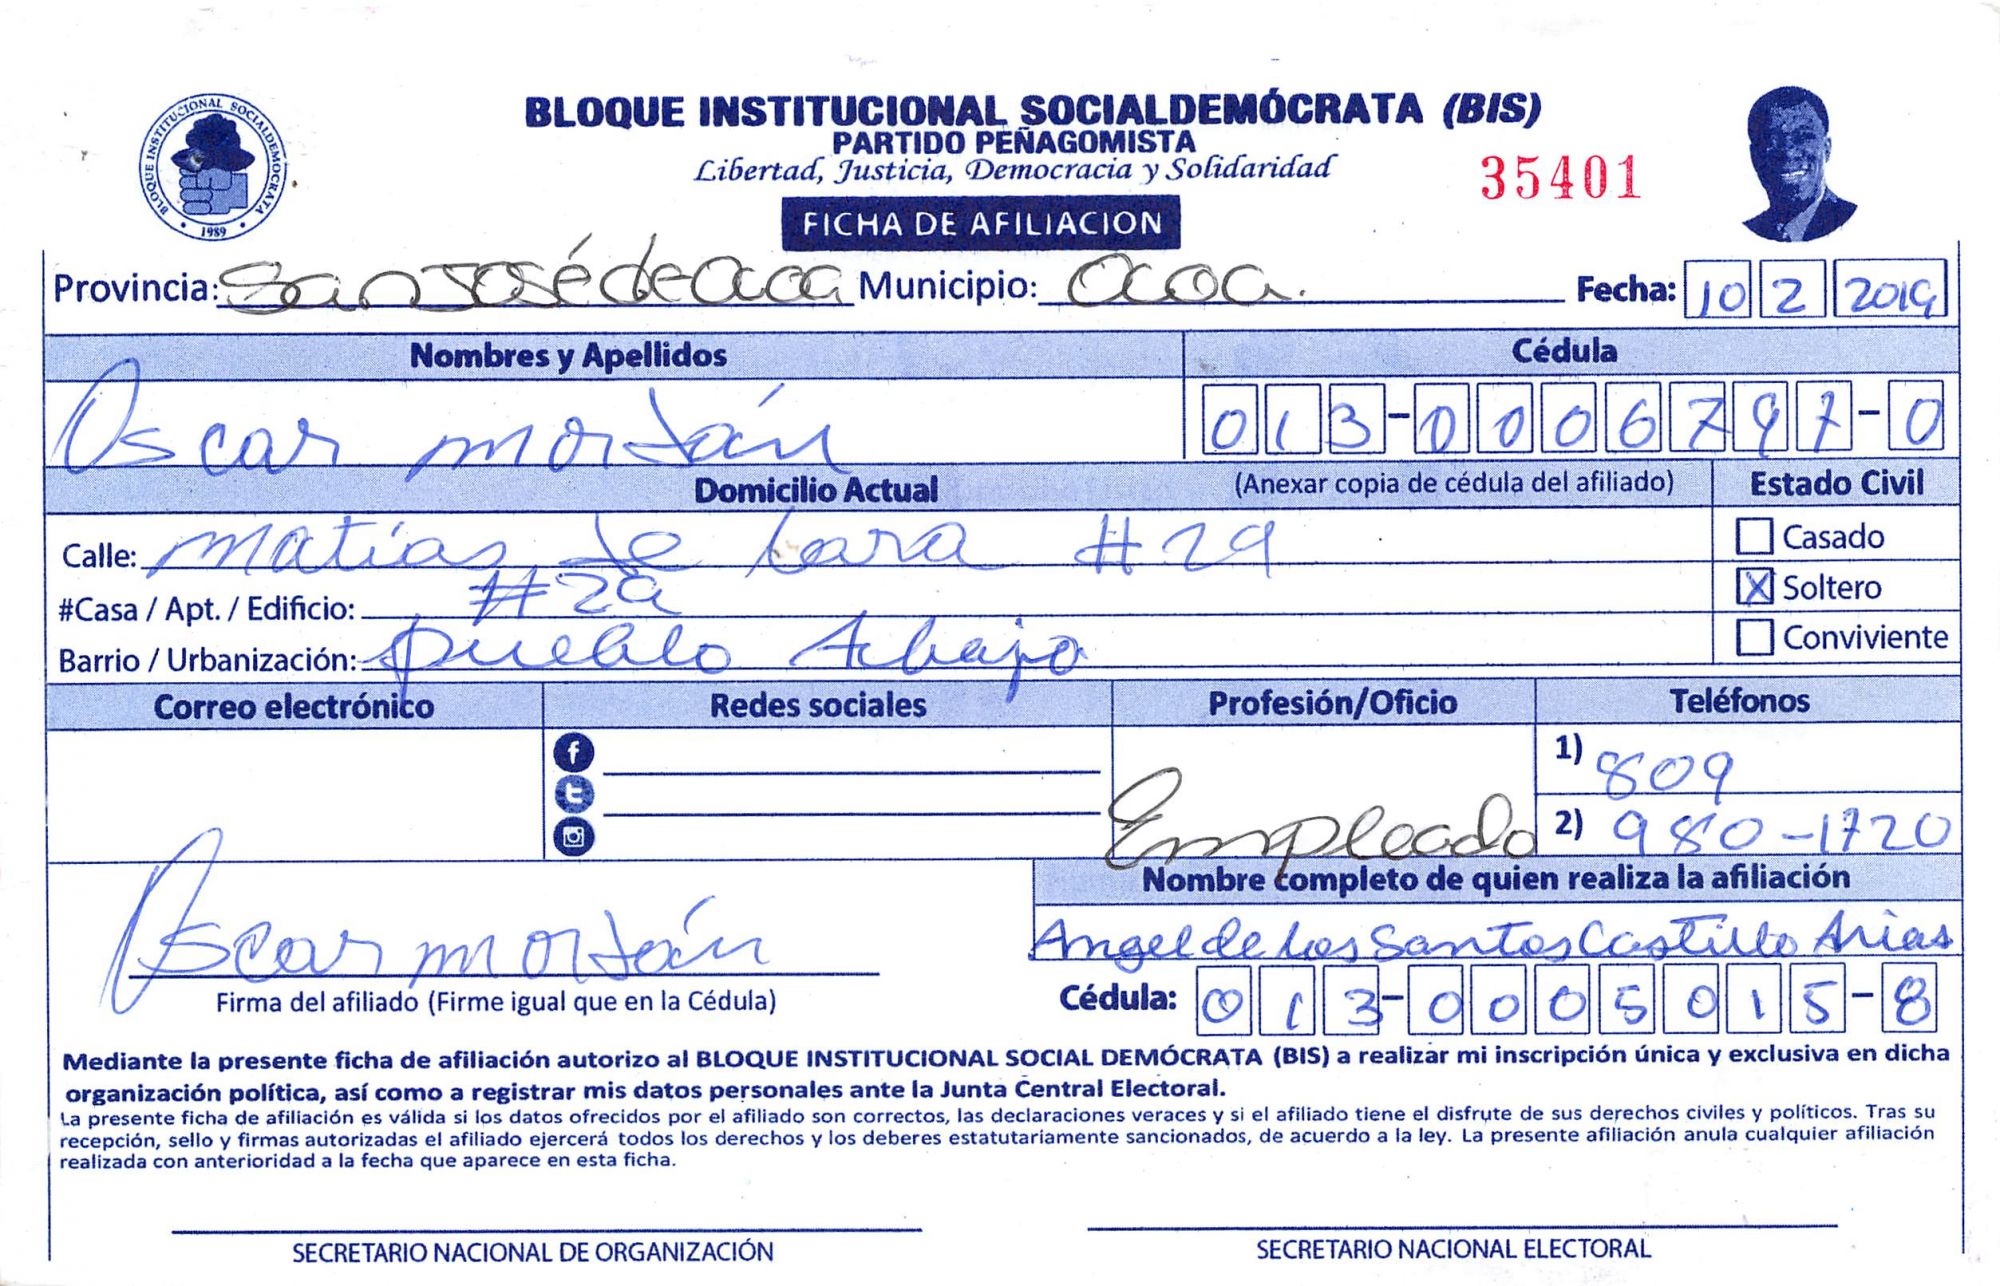 BLOQUE INSTITUCIONAL SOCIALDEMOCRATA
1989
BLOQUE INSTITUCIONAL SOCIALDEMÓCRATA (BIS)
PARTIDO PEÑAGOMISTA
Libertad, Justicia, Democracia y Solidaridad
35401
FICHA DE AFILIACION
Provincia: San José de Ocoa Municipio: Ocoa. Fecha: 10 2 2019
Nombres y Apellidos Cédula
Oscar mortán 013-0006797-0
Domicilio Actual (Anexar copia de cédula del afiliado) Estado Civil
Calle: matías de Lara #29 Casado
#Casa / Apt. / Edificio: #29 X Soltero
Barrio / Urbanización: pueblo Abajo Conviviente
Correo electrónico Redes sociales Profesión/Oficio Teléfonos
1) 809
Empleado 2) 980-1720
Nombre completo de quien realiza la afiliación
Oscar mortán Angel de Los Santos Castillo Arias
Firma del afiliado (Firme igual que en la Cédula) Cédula: 013-0005015-8
Mediante la presente ficha de afiliación autorizo al BLOQUE INSTITUCIONAL SOCIAL DEMÓCRATA (BIS) a realizar mi inscripción única y exclusiva en dicha
organización política, así como a registrar mis datos personales ante la Junta Central Electoral.
La presente ficha de afiliación es válida si los datos ofrecidos por el afiliado son correctos, las declaraciones veraces y si el afiliado tiene el disfrute de sus derechos civiles y políticos. Tras su
recepción, sello y firmas autorizadas el afiliado ejercerá todos los derechos y los deberes estatutariamente sancionados, de acuerdo a la ley. La presente afiliación anula cualquier afiliación
realizada con anterioridad a la fecha que aparece en esta ficha.
SECRETARIO NACIONAL DE ORGANIZACIÓN SECRETARIO NACIONAL ELECTORAL